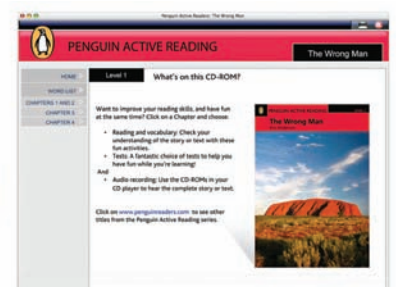 Penguin Active Readers: The Wrong Man
PENGUIN ACTIVE READING
The Wrong Man
HOME
WORD LIST
CHAPTERS 1 AND 2
CHAPTER 3
CHAPTER 4
Level 1
What's on this CD-ROM?
Want to improve your reading skills, and have fun
at the same time? Click on a Chapter and choose:
• Reading and vocabulary: Check your
understanding of the story or text with these
fun activities.
• Tests: A fantastic choice of tests to help you
have fun while you're learning!
And
• Audio recording: Use the CD-ROMs in your
CD player to hear the complete story or text.
Click on www.penguinreaders.com to see other
titles from the Penguin Active Reading series.
PENGUIN ACTIVE READING
The Wrong Man